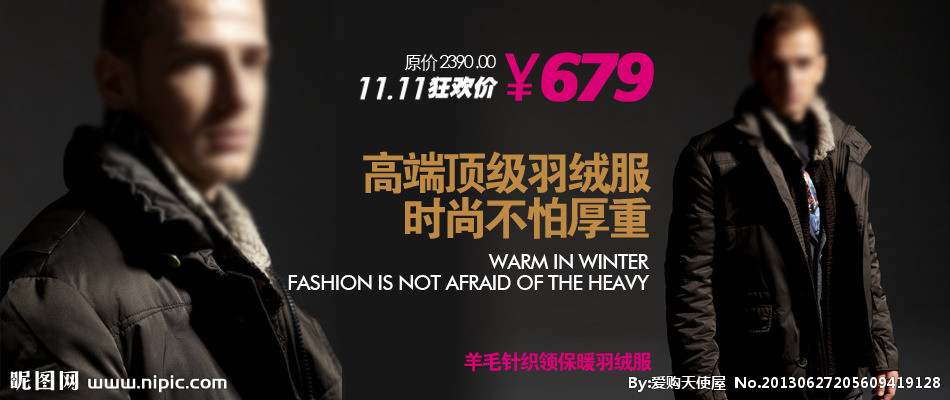 原价 2390.00
11.11狂欢价 ¥679
高端顶级羽绒服
时尚不怕厚重
WARM IN WINTER
FASHION IS NOT AFRAID OF THE HEAVY
羊毛针织领保暖羽绒服
昵图网 www.nipic.com
By:爱购天使屋 No.20130627205609419128